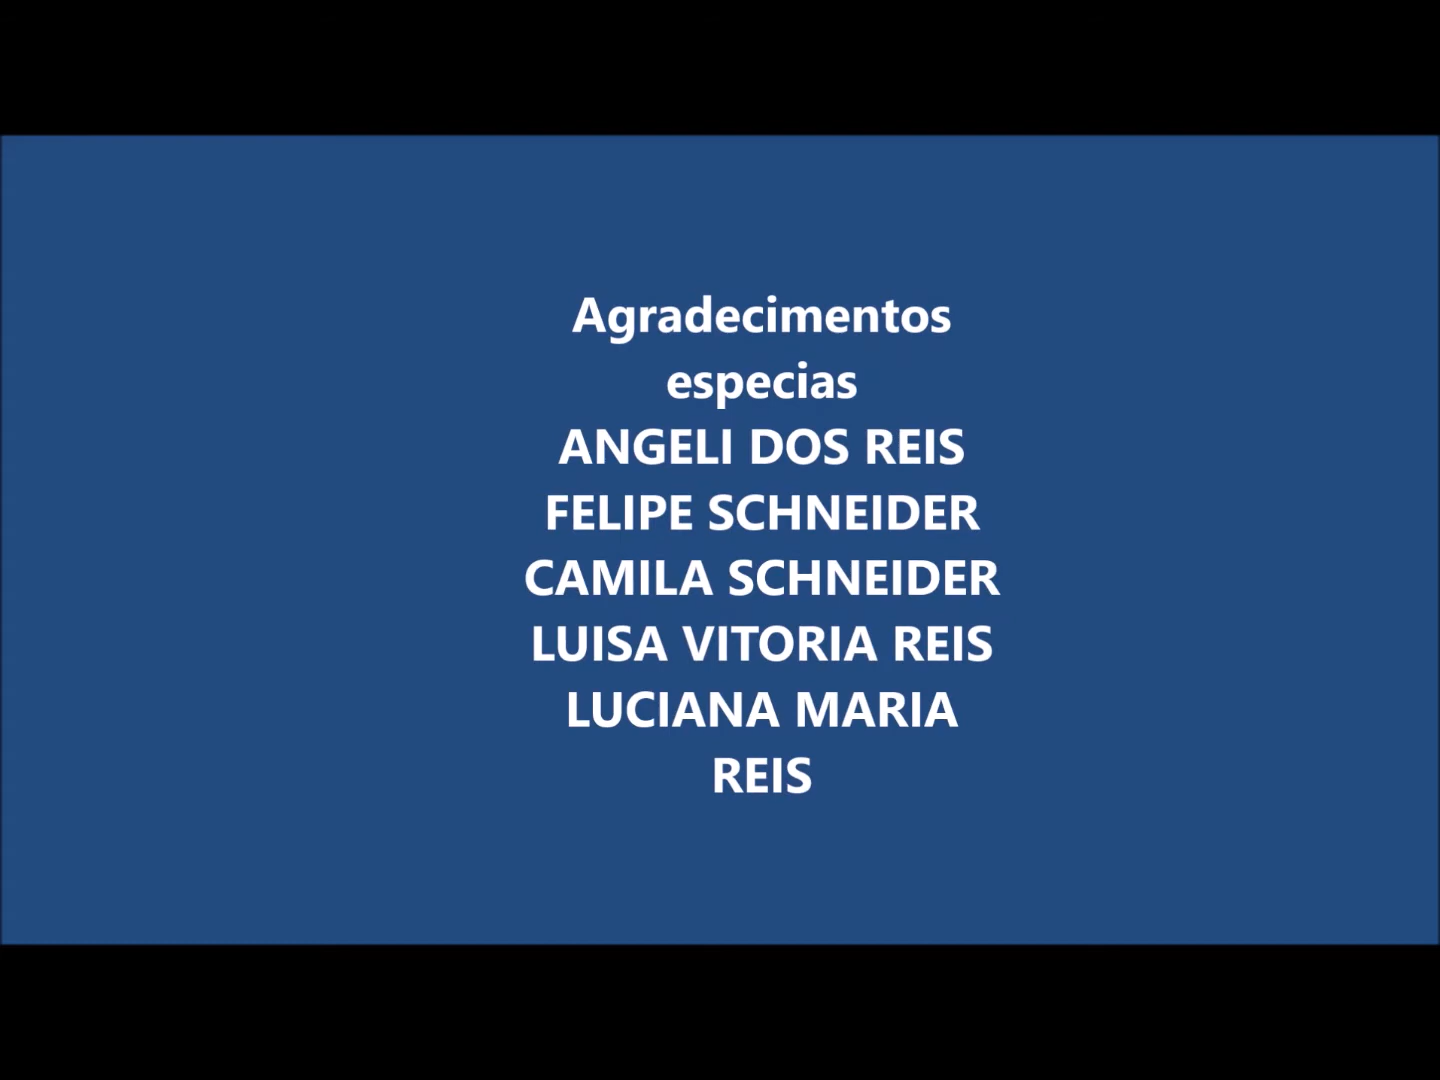 Agradecimentos
especias
ANGELI DOS REIS
FELIPE SCHNEIDER
CAMILA SCHNEIDER
LUISA VITORIA REIS
LUCIANA MARIA
REIS